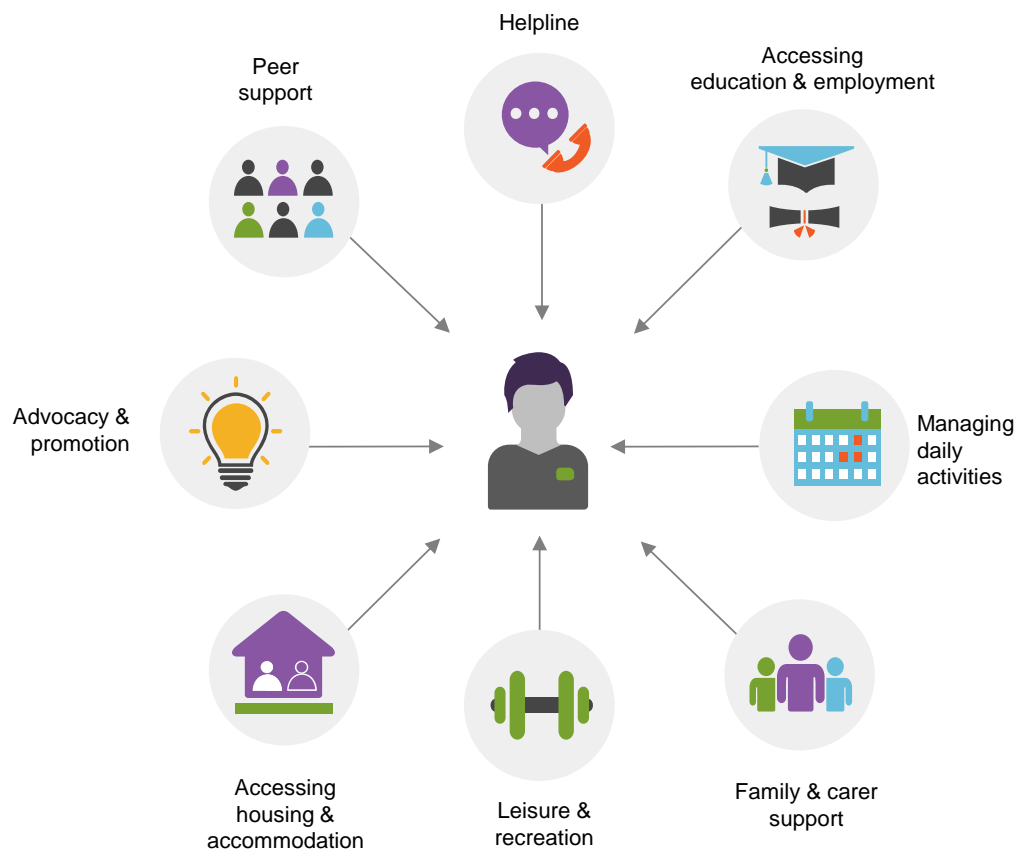 Helpline
Peer
support
Accessing
education & employment
Advocacy &
promotion
Managing
daily
activities
Accessing
housing &
accommodation
Leisure &
recreation
Family & carer
support